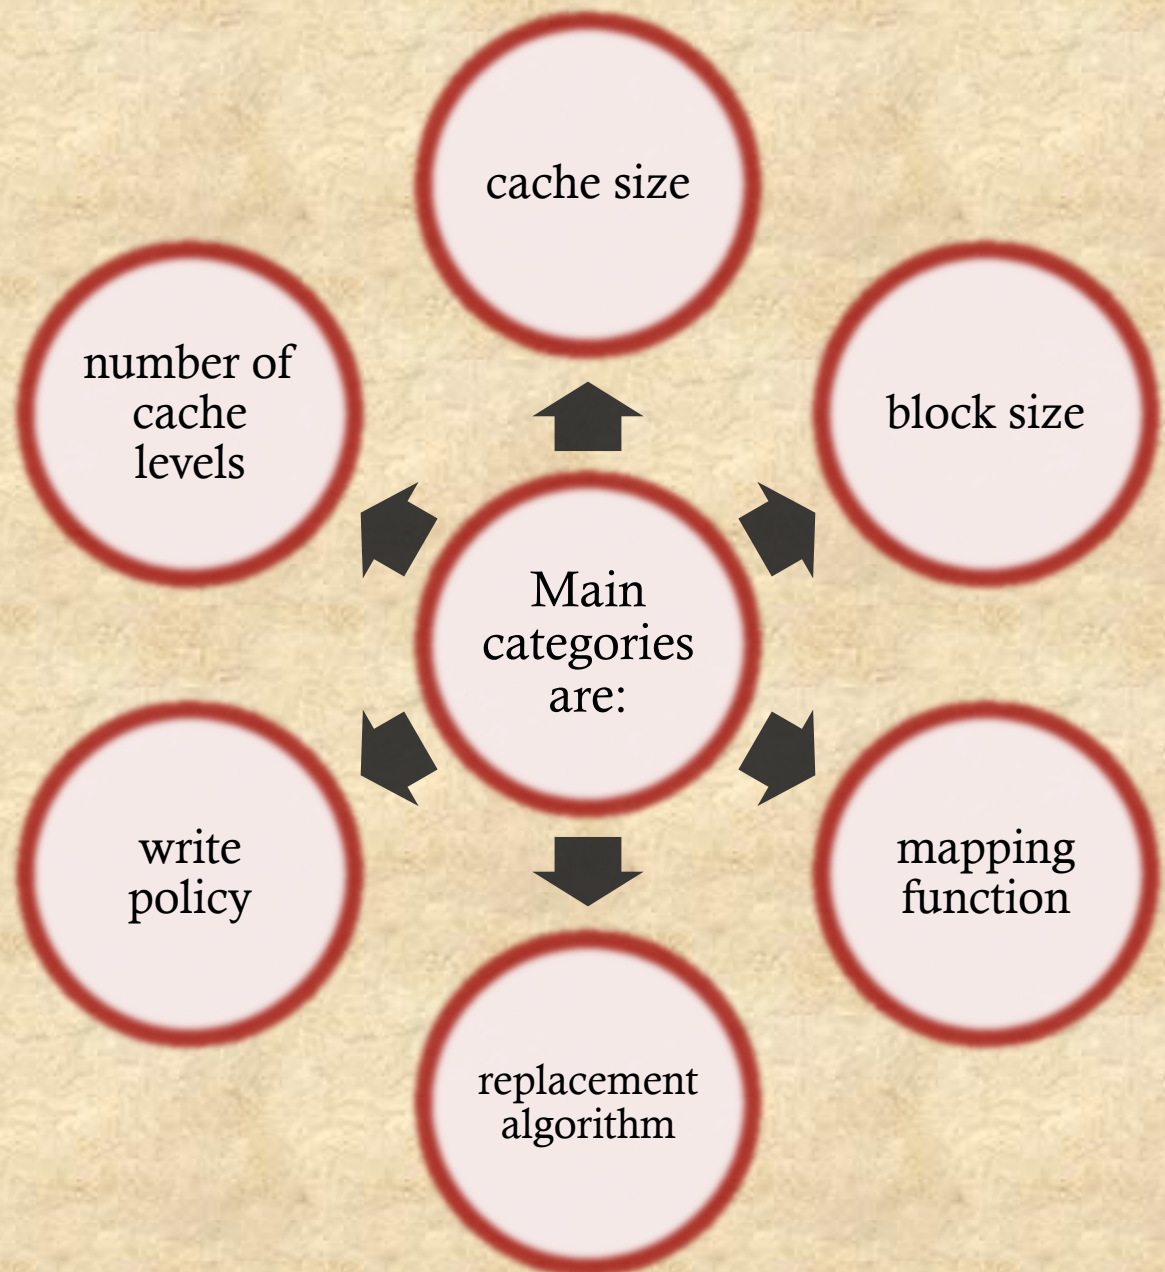 Main
categories
are:
cache size
block size
mapping
function
replacement
algorithm
write
policy
number of
cache
levels